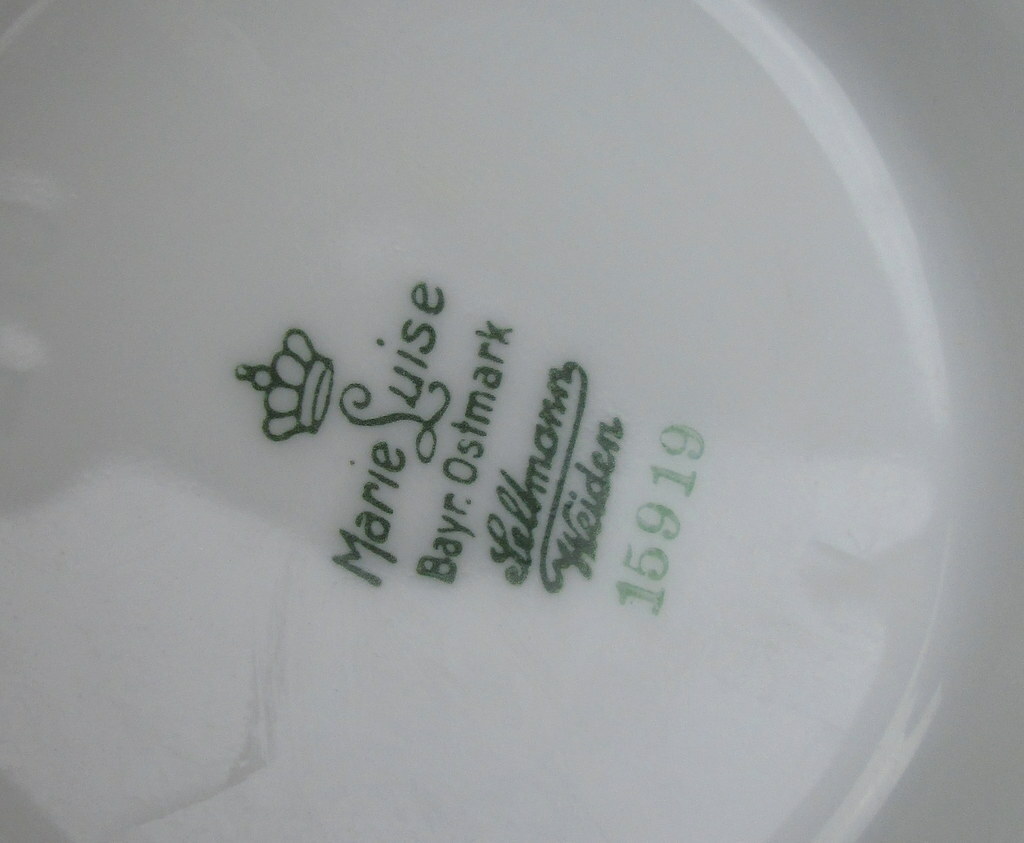 Marie Luise
Bayr. Ostmark
Seltmann
Weiden
15919